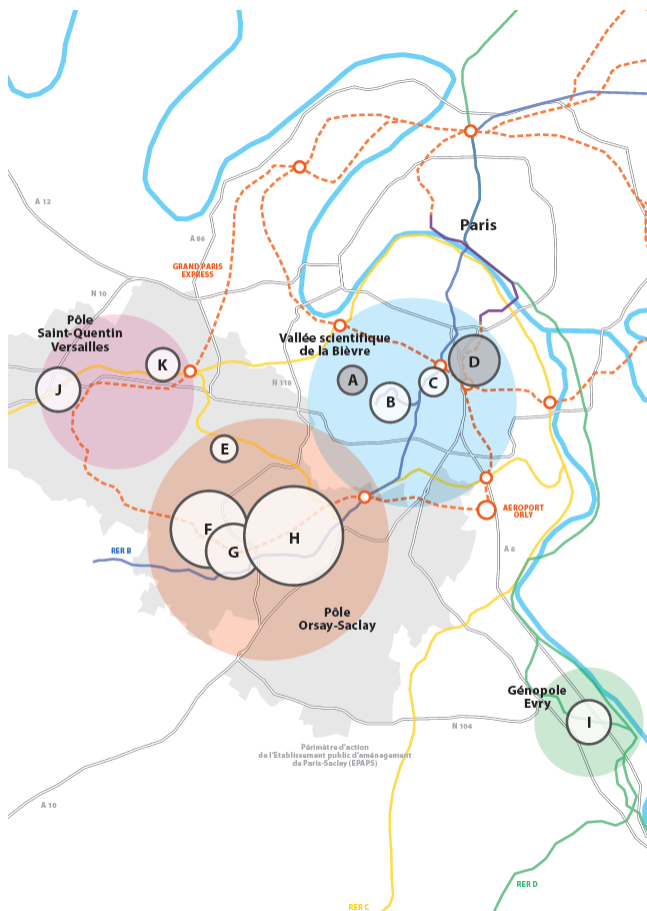 A 12
Paris
A 86
GRAND PARIS
EXPRESS
N 10
Pôle
Saint-Quentin
Versailles
Vallée scientifique
de la Bièvre
K
D
J
N 118
A
C
B
E
F
H
G
AEROPORT
ORLY
RER B
A 6
Pôle
Orsay-Saclay
Génopole
Evry
I
N 104
Périmètre d'action
de l'Etablissement public d'aménagement
de Paris-Saclay (EPAPS)
A 10
RER D
RER C